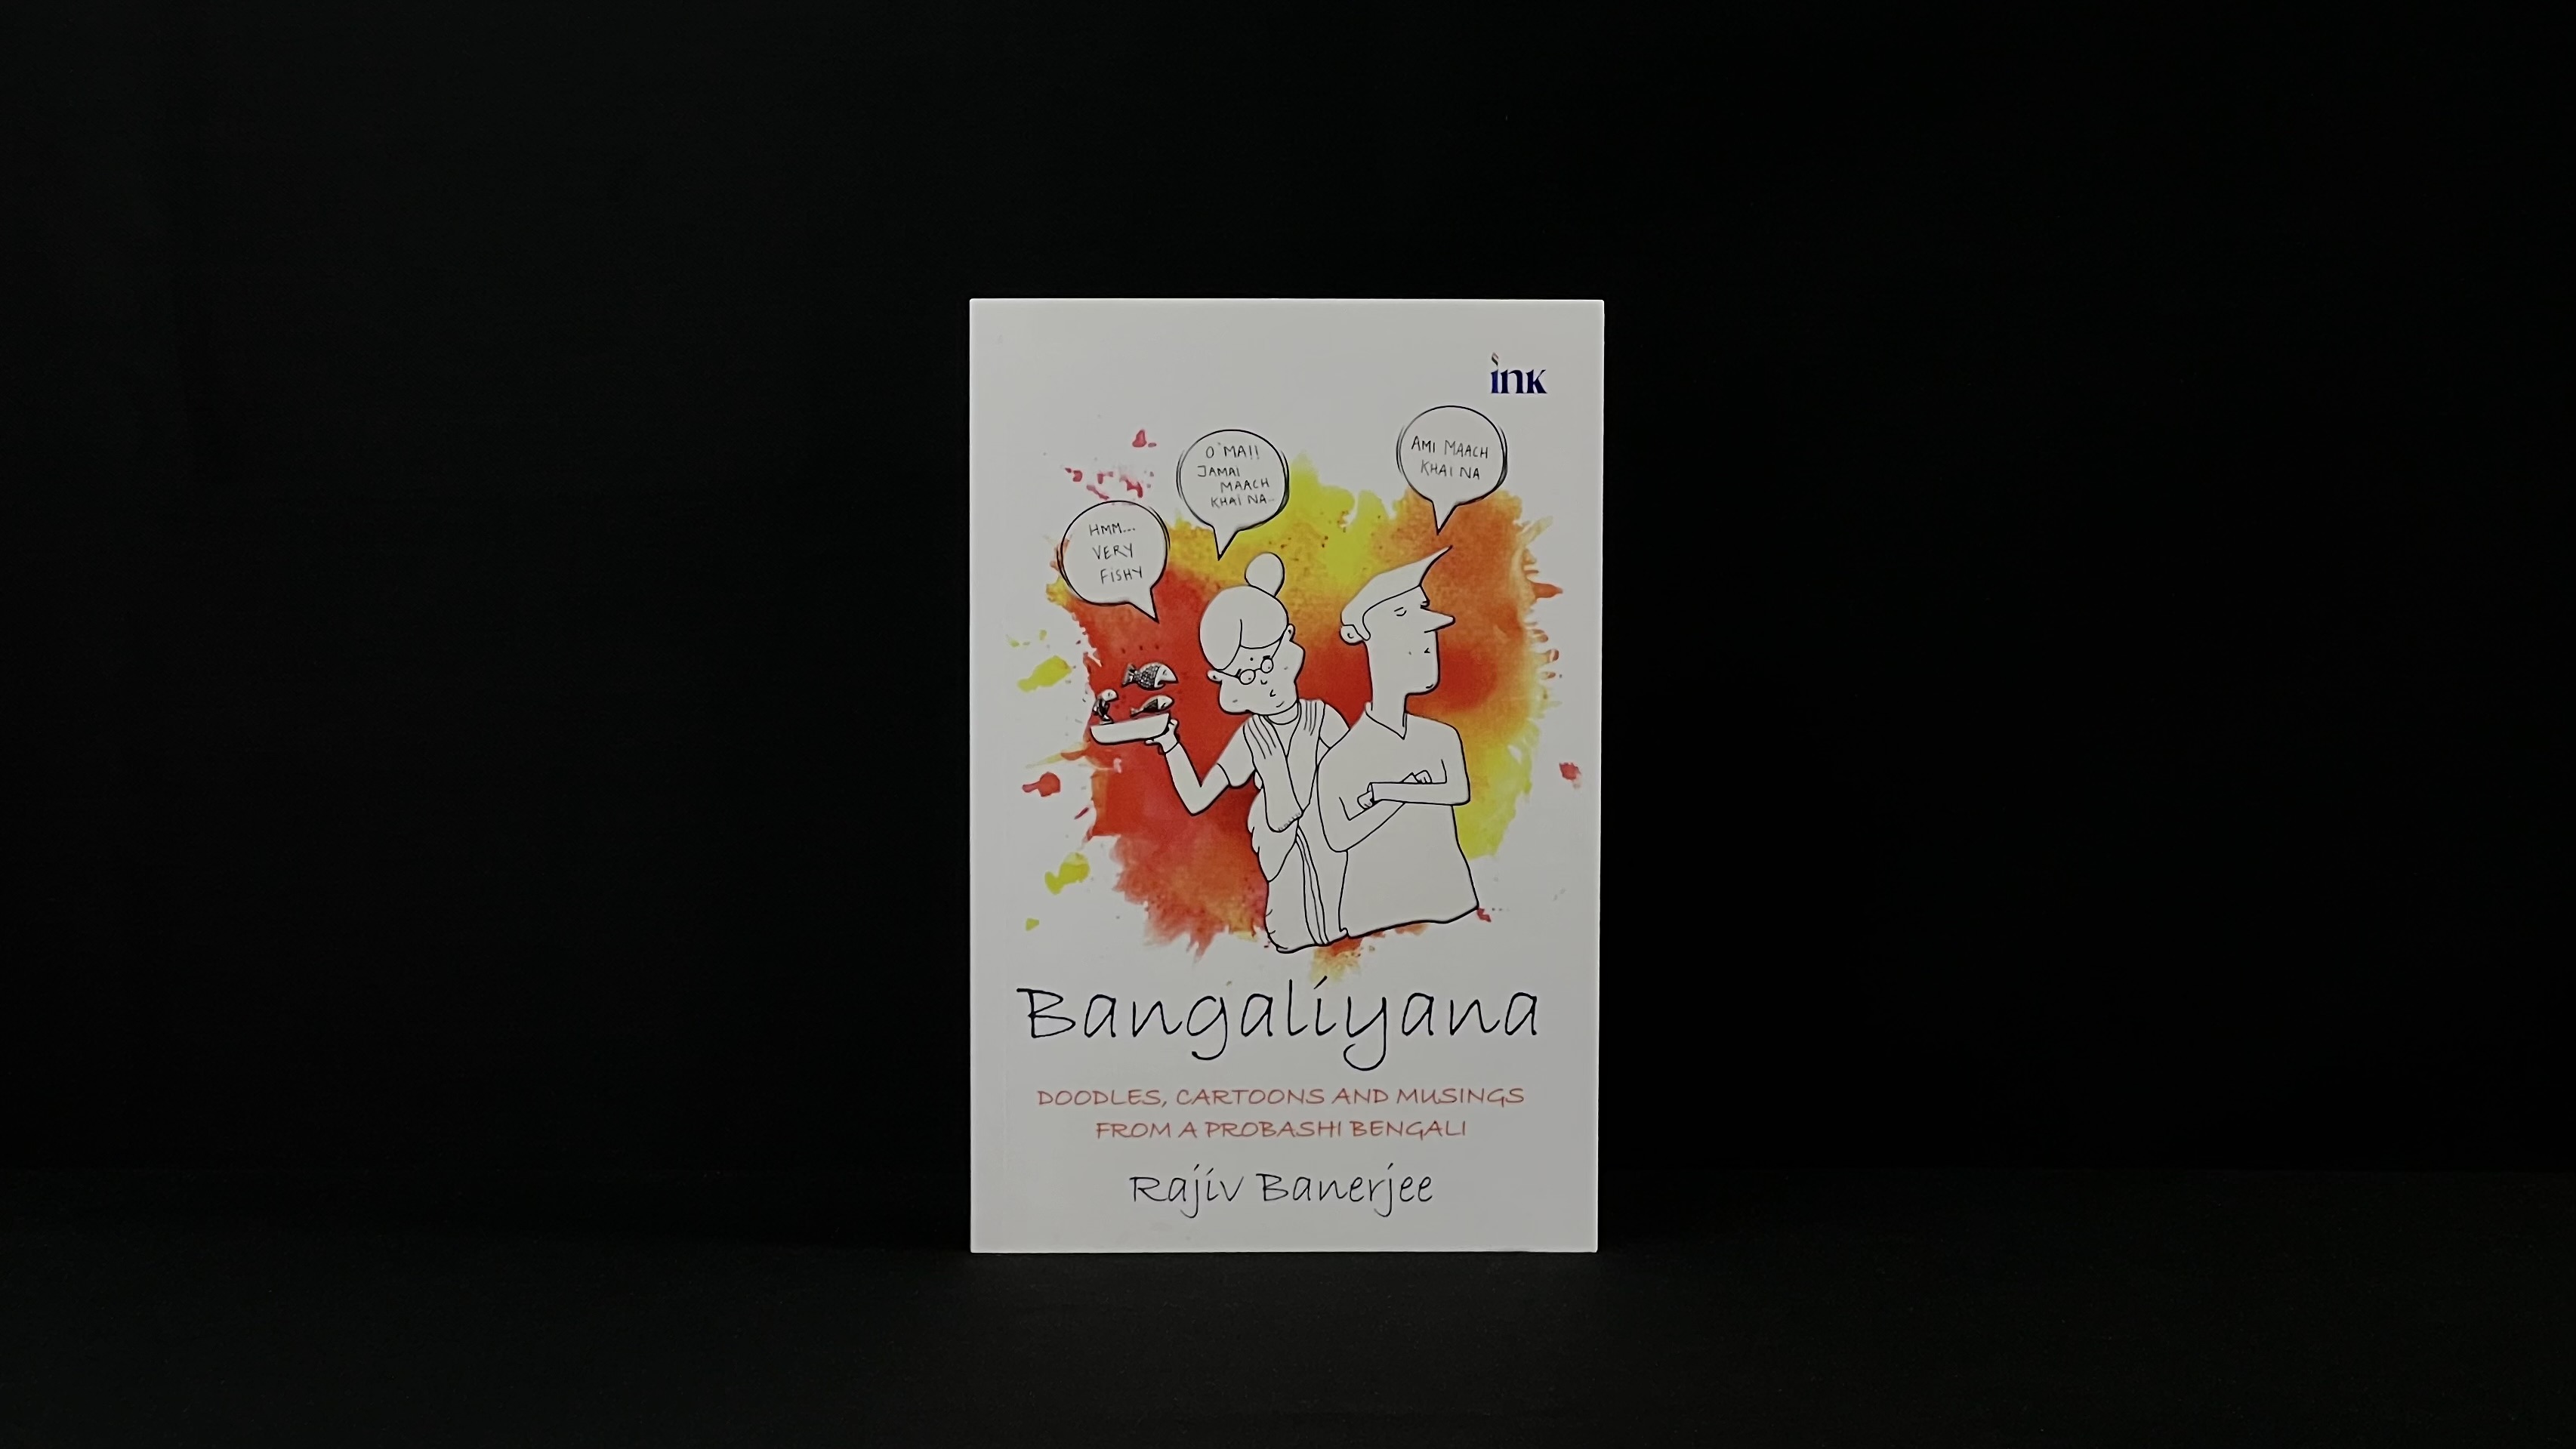 ink
AMI MAACH
KHAI NA
O'MA!!
JAMAI
MAACH
KHAI NA..
HMM...
VERY
FISHY
Bangaliyana
DOODLES, CARTOONS AND MUSINGS
FROM A PROBASHI BENGALI
Rajiv Banerjee